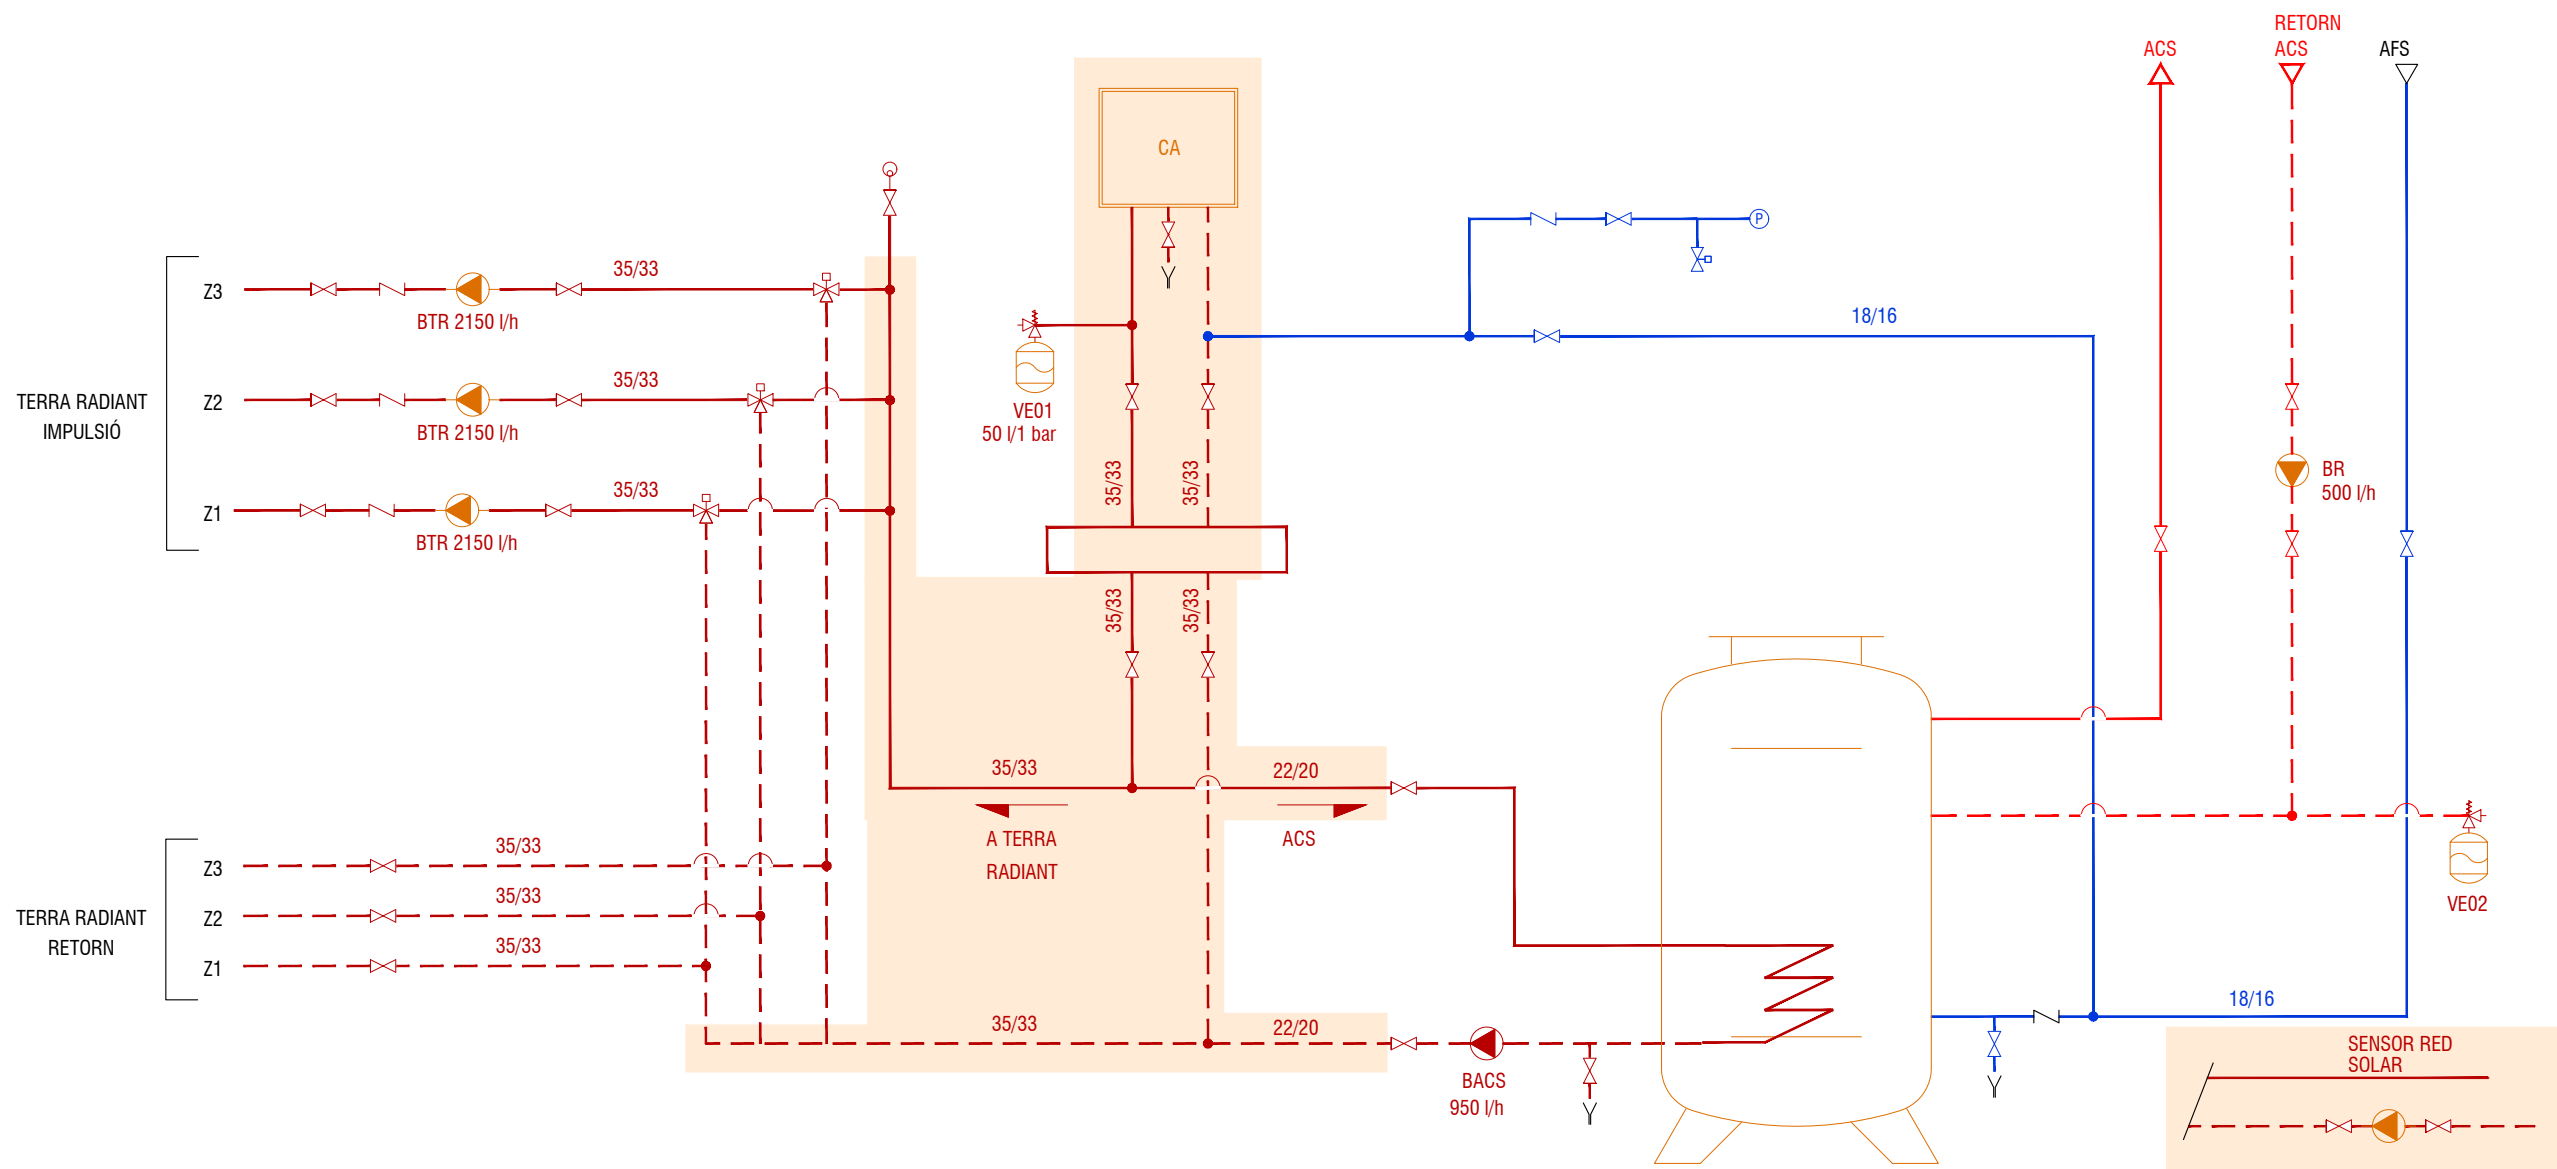 RETORN
ACS
ACS
AFS
CA
P
Z3
35/33
BTR 2150 l/h
18/16
Z2
35/33
BTR 2150 l/h
TERRA RADIANT
IMPULSIÓ
VE01
50 l/1 bar
35/33
35/33
Z1
35/33
BTR 2150 l/h
BR
500 l/h
35/33
35/33
35/33
22/20
A TERRA
RADIANT
ACS
Z3
35/33
Z2
35/33
TERRA RADIANT
RETORN
Z1
35/33
VE02
35/33
22/20
18/16
BACS
950 l/h
SENSOR RED
SOLAR